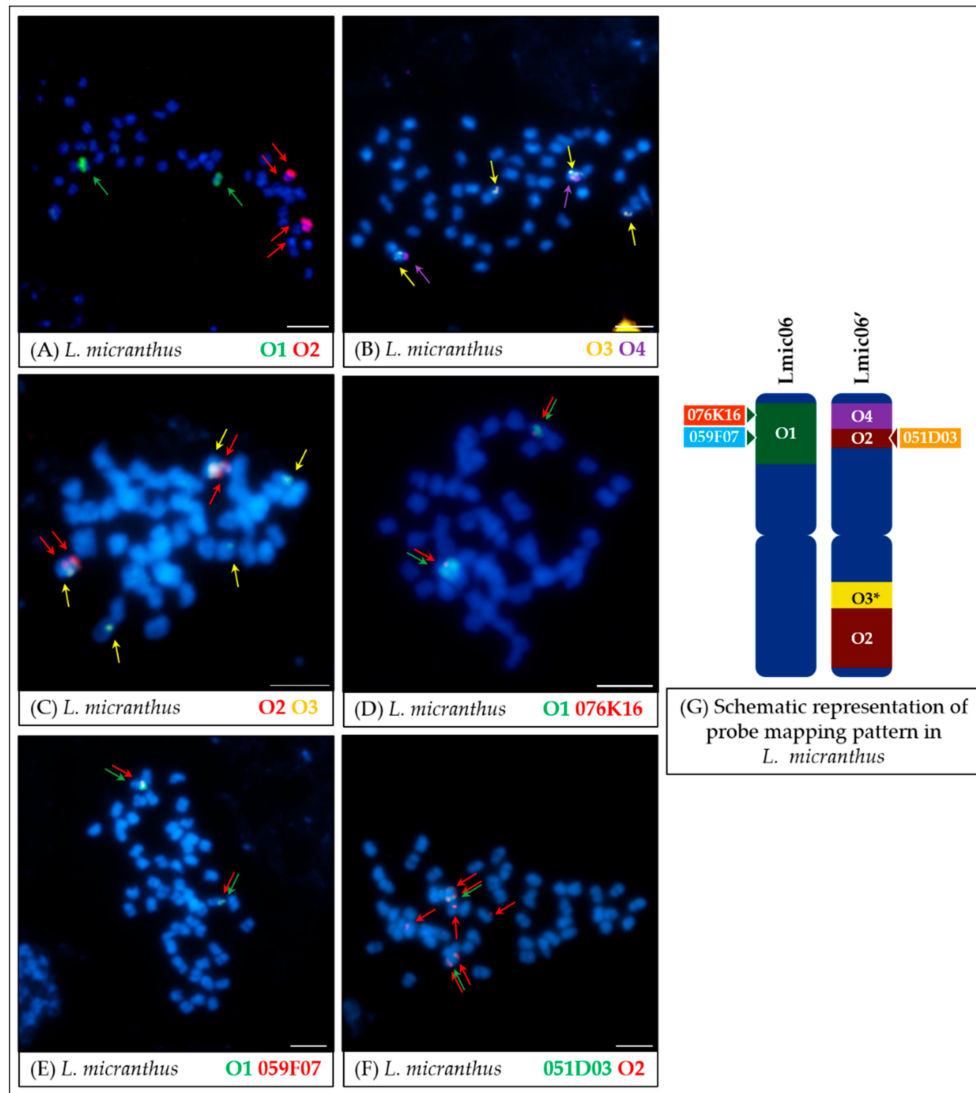 (A) L. micranthus O1 O2
(B) L. micranthus O3 O4
(C) L. micranthus O2 O3
(D) L. micranthus O1 076K16
(E) L. micranthus O1 059F07
(F) L. micranthus 051D03 O2
Lmic06
Lmic06′
076K16
059F07
O1
O4
O2
051D03
O3*
O2
(G) Schematic representation of
probe mapping pattern in
L. micranthus